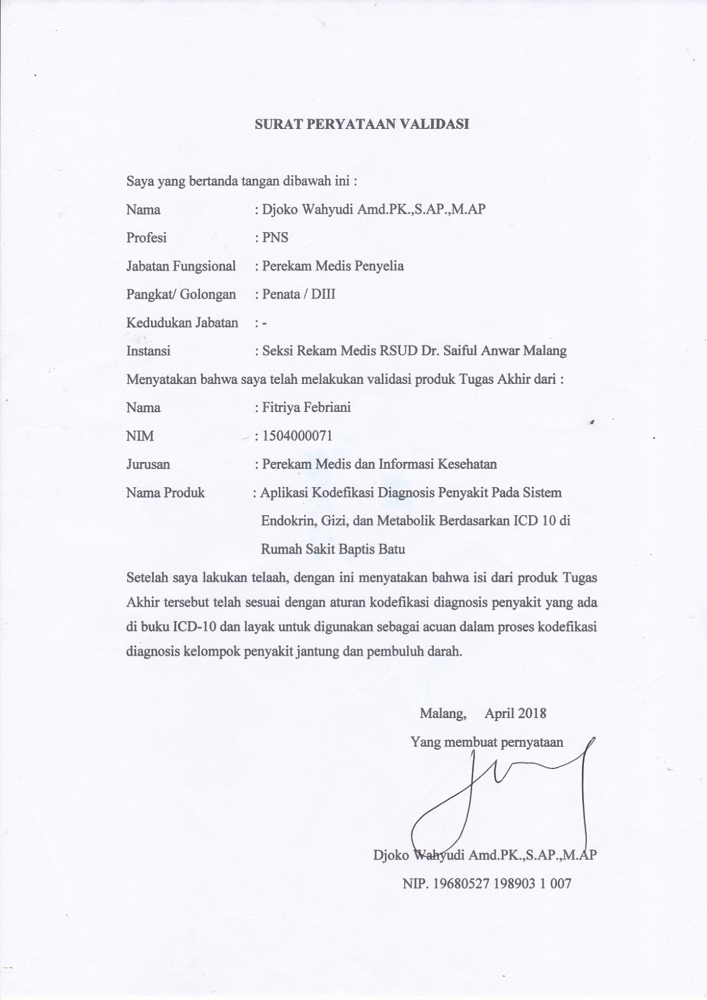 SURAT PERYATAAN VALIDASI
Saya yang bertanda tangan dibawah ini :
Nama : Djoko Wahyudi Amd.PK.,S.AP.,M.AP
Profesi : PNS
Jabatan Fungsional : Perekam Medis Penyelia
Pangkat/ Golongan : Penata / DIII
Kedudukan Jabatan : -
Instansi : Seksi Rekam Medis RSUD Dr. Saiful Anwar Malang
Menyatakan bahwa saya telah melakukan validasi produk Tugas Akhir dari :
Nama : Fitriya Febriani
NIM : 1504000071
Jurusan : Perekam Medis dan Informasi Kesehatan
Nama Produk : Aplikasi Kodefikasi Diagnosis Penyakit Pada Sistem
Endokrin, Gizi, dan Metabolik Berdasarkan ICD 10 di
Rumah Sakit Baptis Batu
Setelah saya lakukan telaah, dengan ini menyatakan bahwa isi dari produk Tugas
Akhir tersebut telah sesuai dengan aturan kodefikasi diagnosis penyakit yang ada
di buku ICD-10 dan layak untuk digunakan sebagai acuan dalam proses kodefikasi
diagnosis kelompok penyakit jantung dan pembuluh darah.
Malang, April 2018
Yang membuat pernyataan
Djoko Wahyudi Amd.PK.,S.AP.,M.AP
NIP. 19680527 198903 1 007